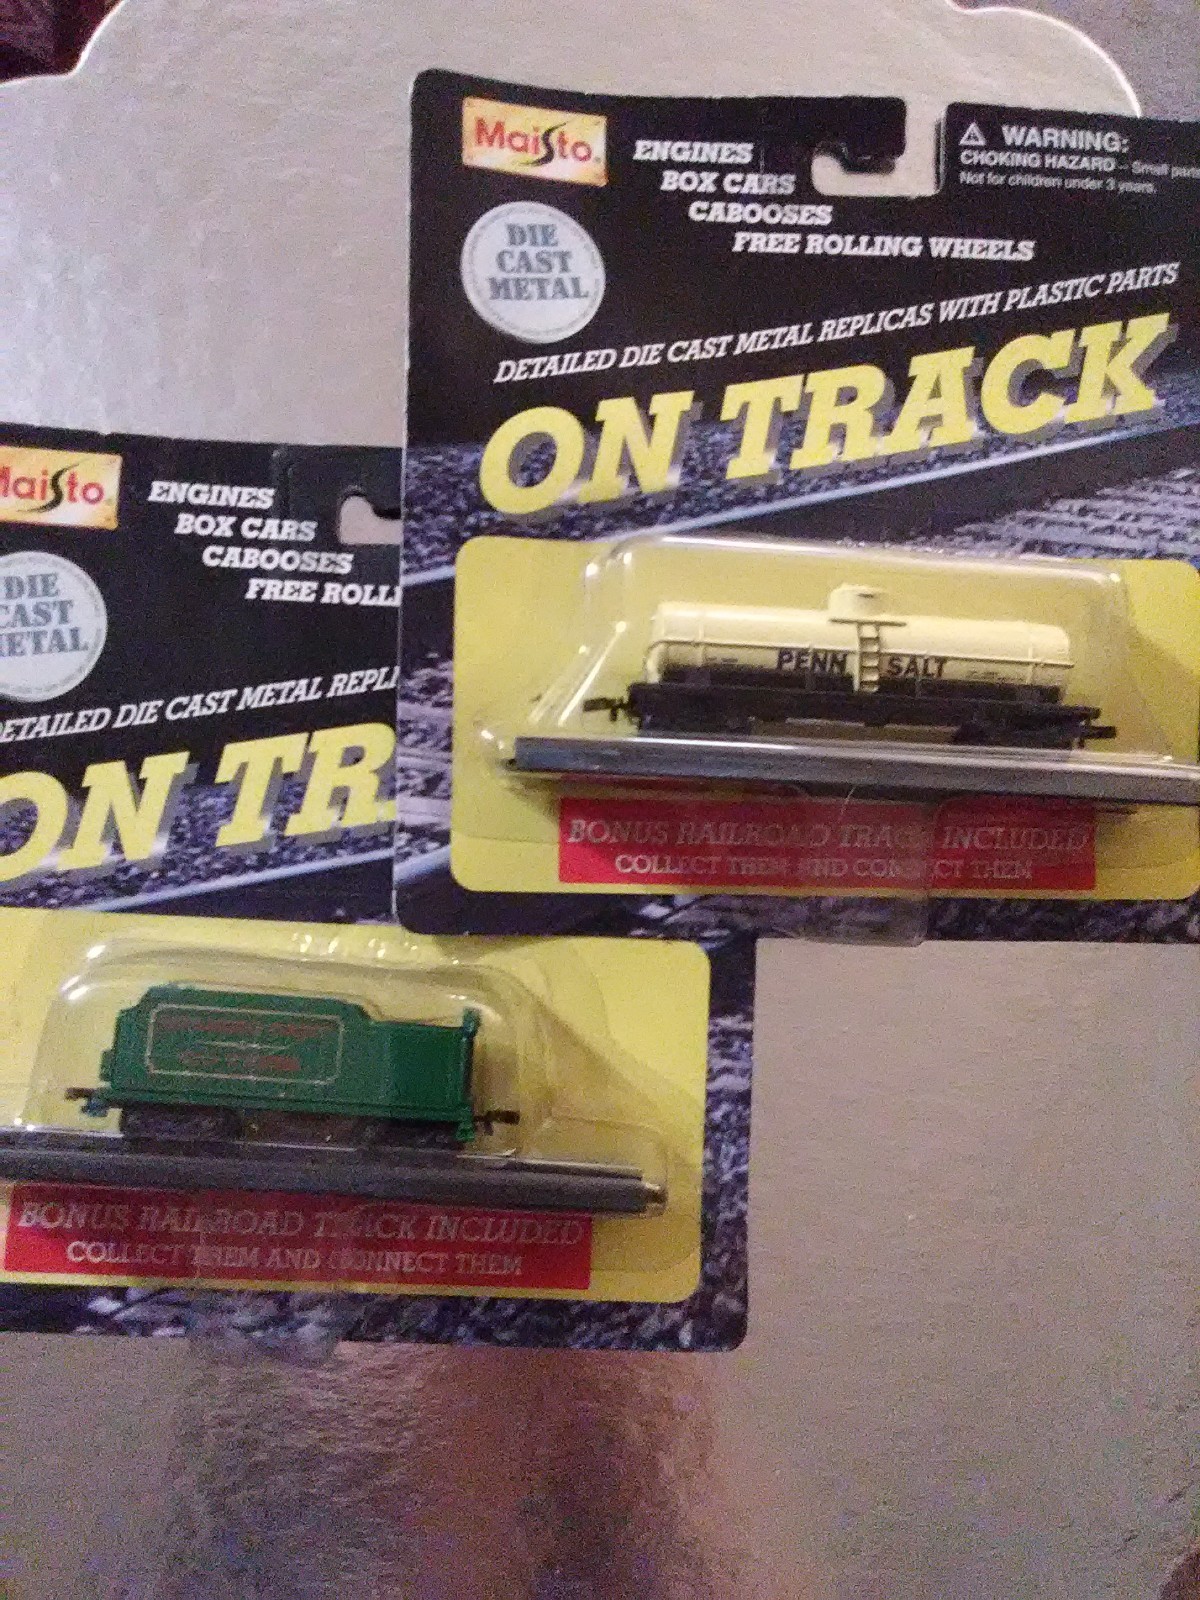 Maisto.
ENGINES
BOX CARS
CABOOSES
FREE ROLLING WHEELS
WARNING:
CHOKING HAZARD – Small parts
Not for children under 3 years.
DIE
CAST
METAL
DETAILED DIE CAST METAL REPLICAS WITH PLASTIC PARTS
ON TRACK
PENN SALT
BONUS RAILROAD TRACK INCLUDED
COLLECT THEM AND CONNECT THEM
Maisto.
ENGINES
BOX CARS
CABOOSES
FREE ROLLI
DIE
CAST
METAL
DETAILED DIE CAST METAL REPLI
ON TR
BONUS RAILROAD TRACK INCLUDED
COLLECT THEM AND CONNECT THEM